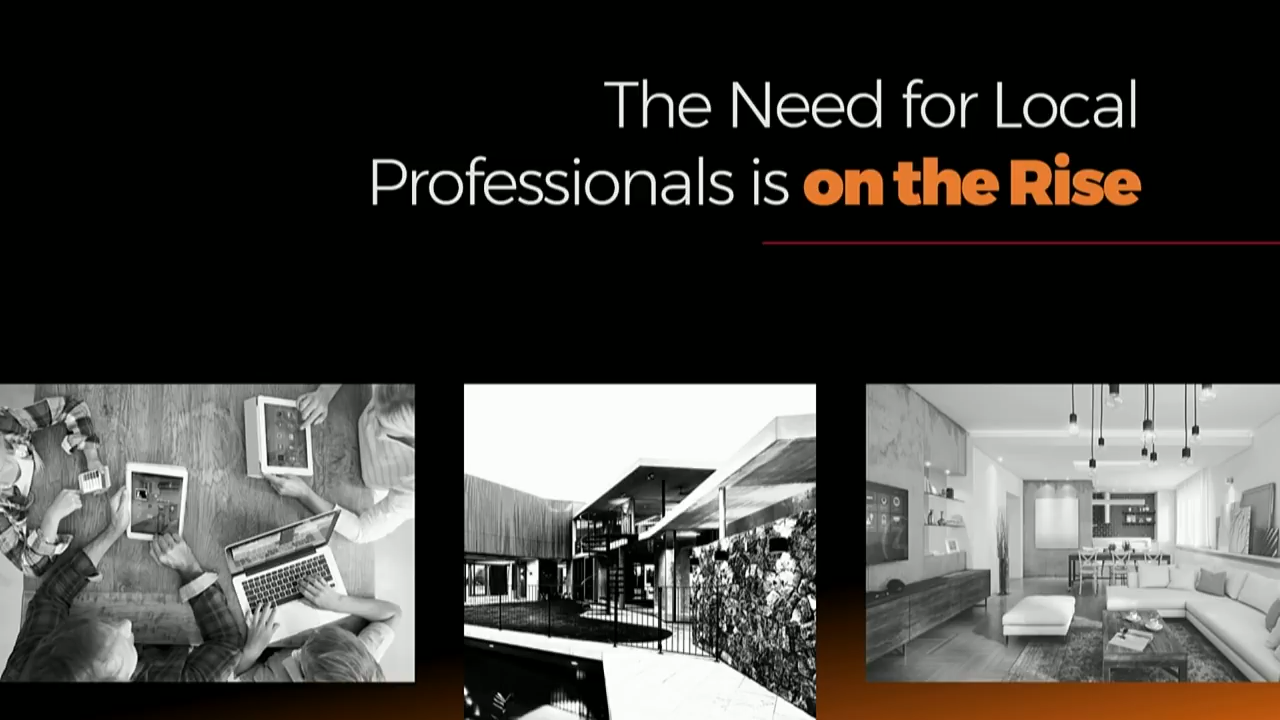 The Need for Local
Professionals is on the Rise